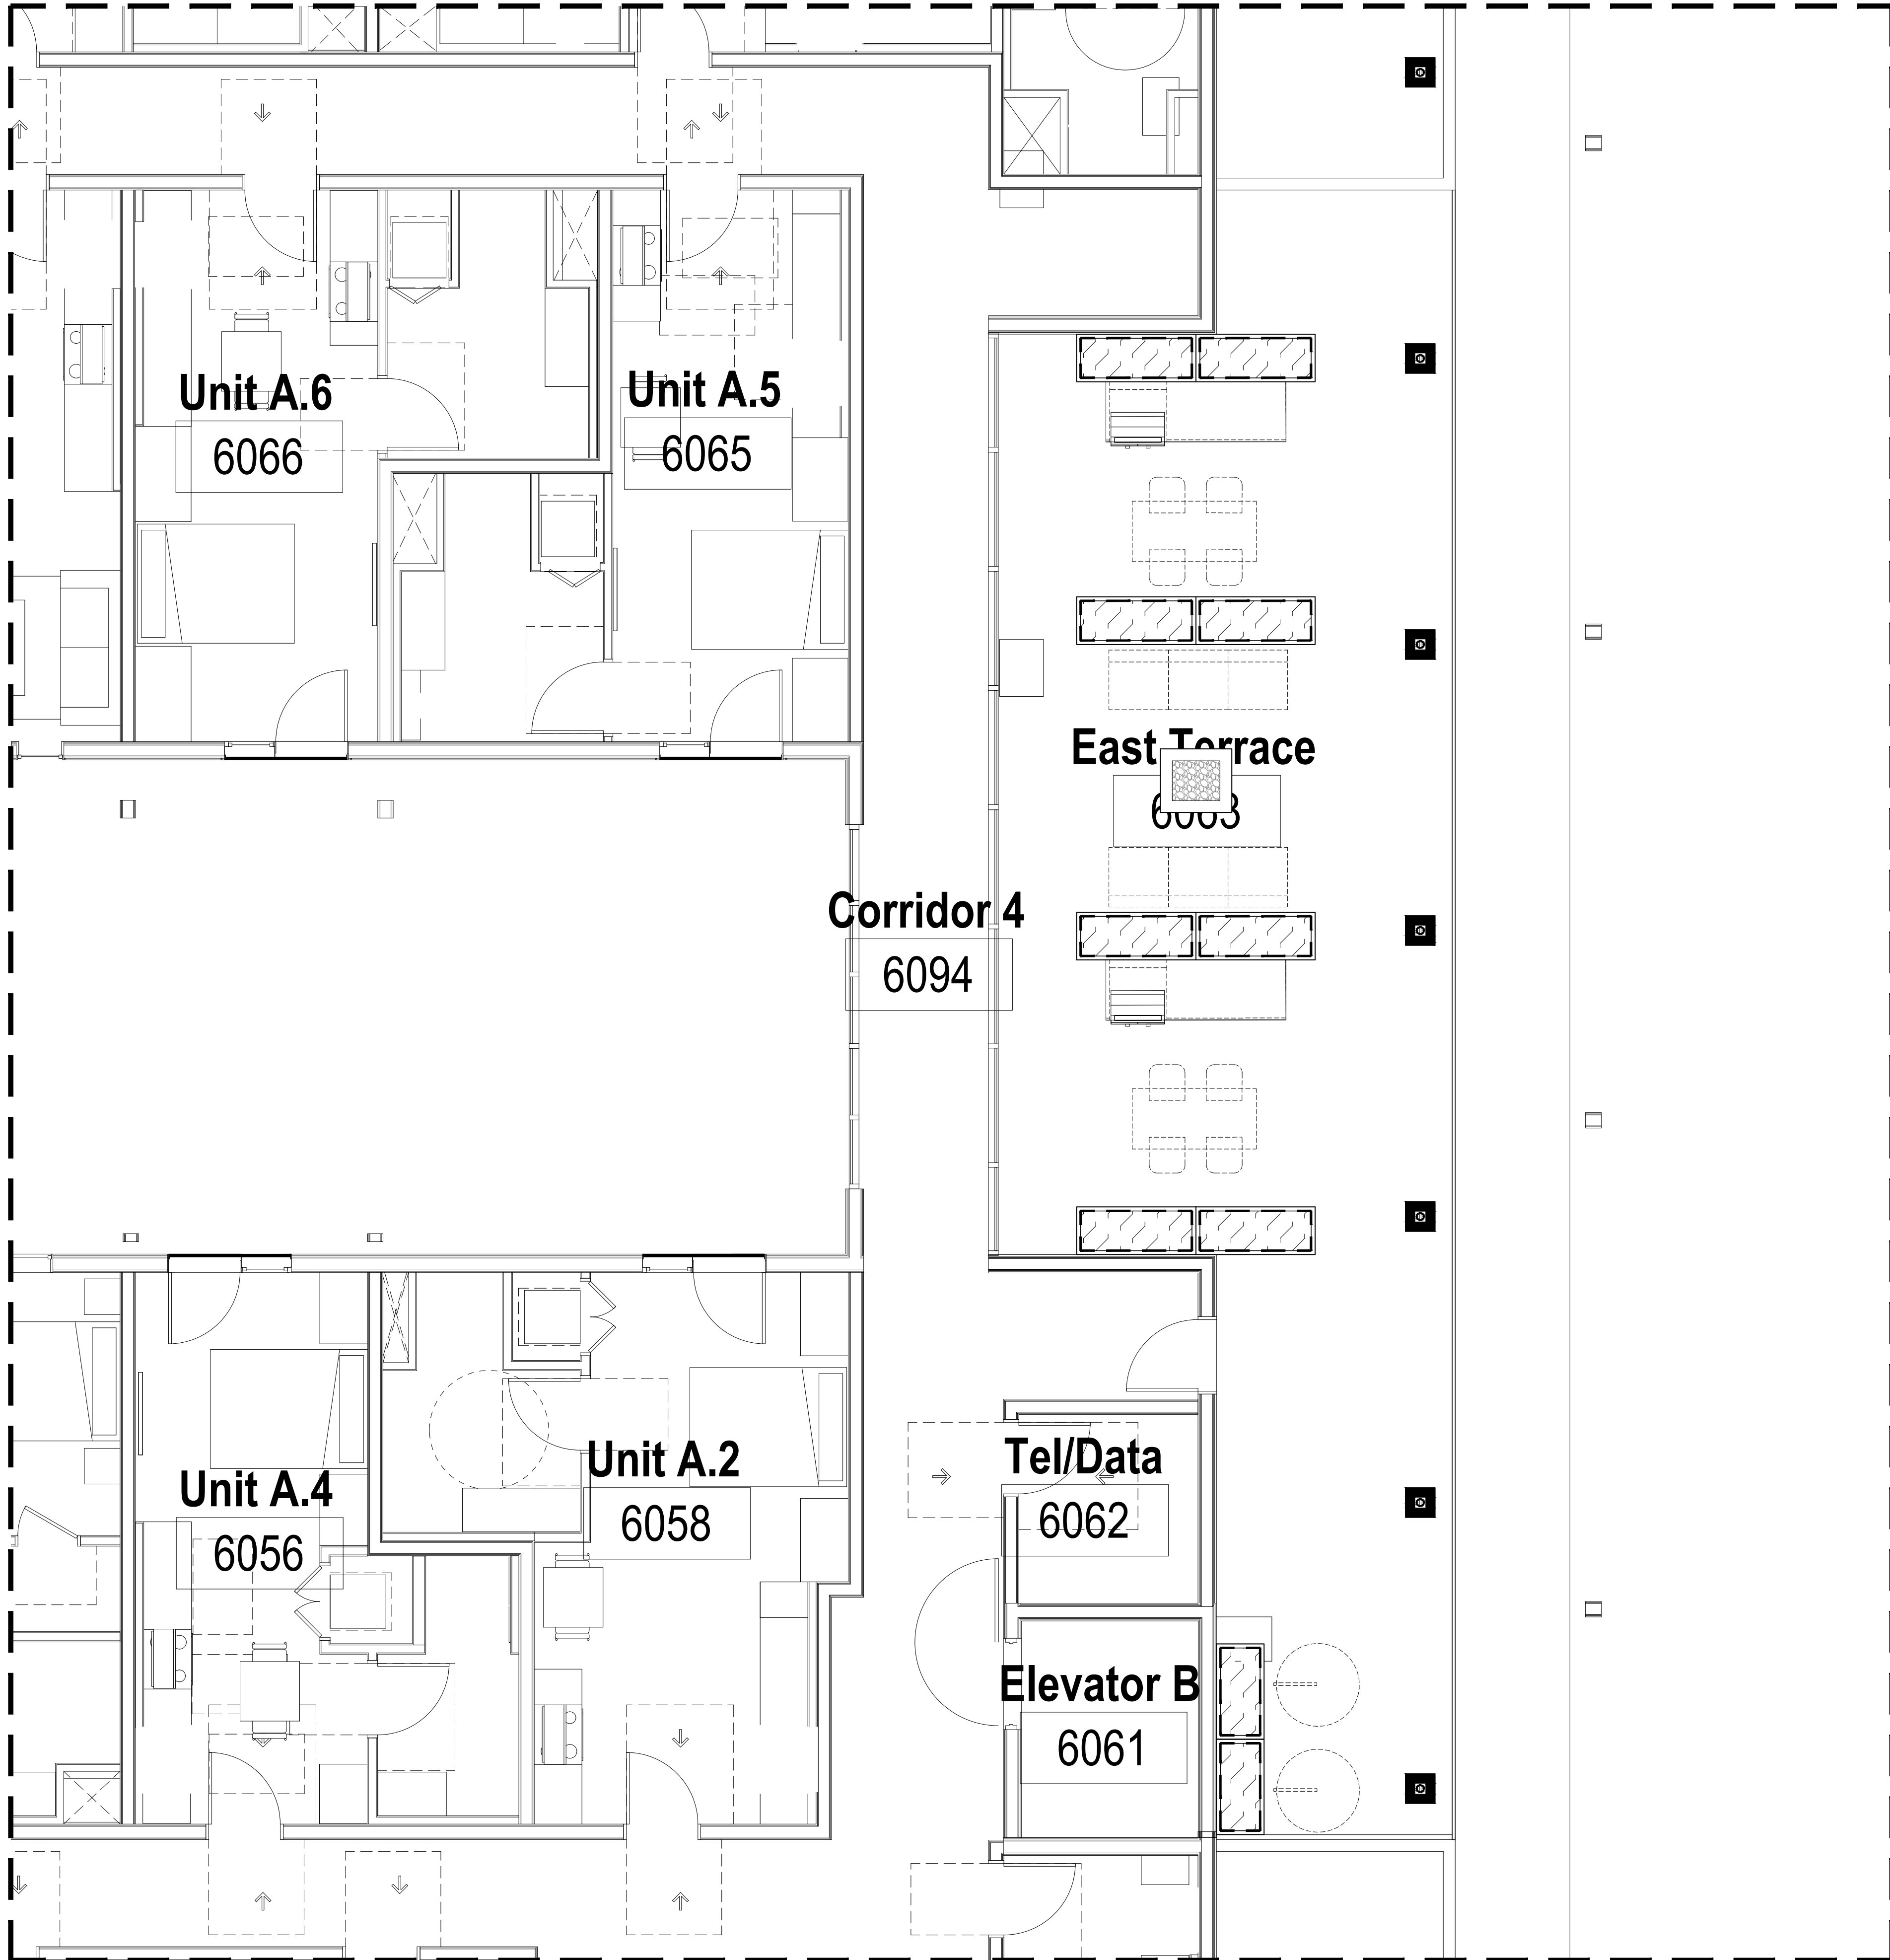 Unit A.6
6066
Unit A.5
6065
East Terrace
6063
Corridor 4
6094
Unit A.4
6056
Unit A.2
6058
Tel/Data
6062
Elevator B
6061